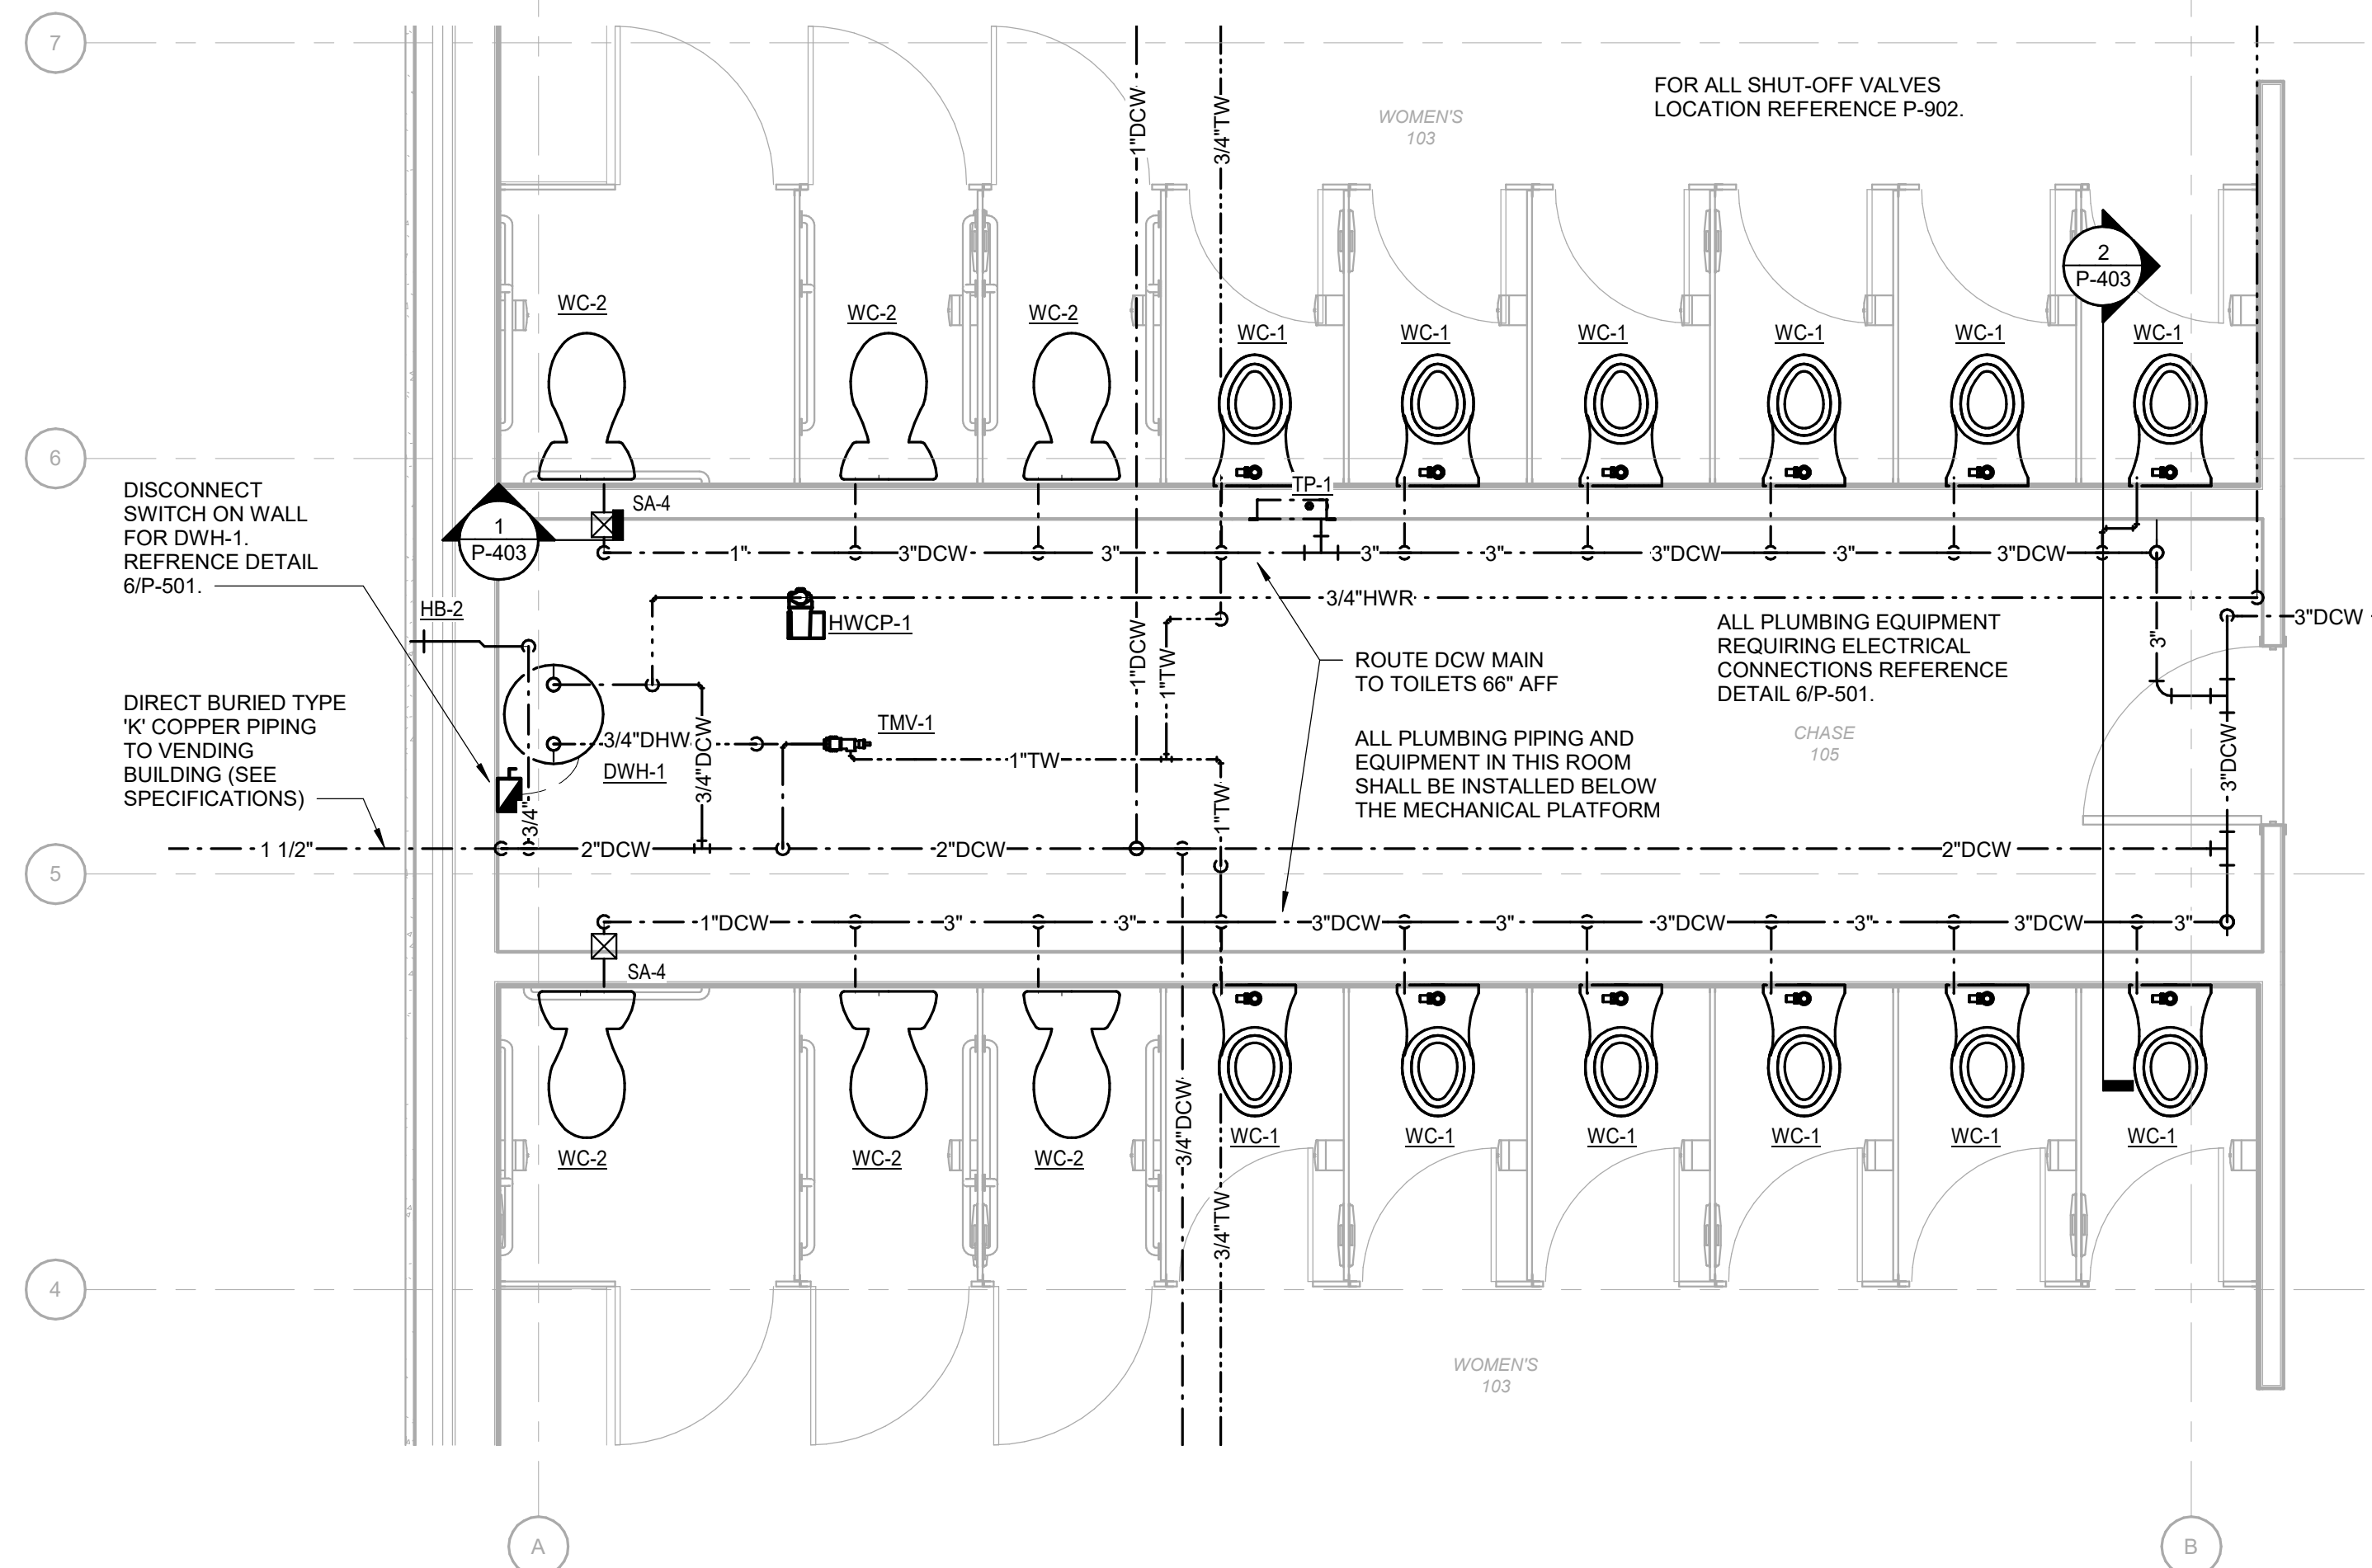 7
FOR ALL SHUT-OFF VALVES
LOCATION REFERENCE P-902.
1"DCW
3/4"TW
WOMEN'S
103
2
P-403
WC-2
WC-2
WC-2
WC-1
WC-1
WC-1
WC-1
WC-1
WC-1
6
DISCONNECT
SWITCH ON WALL
FOR DWH-1.
REFRENCE DETAIL
6/P-501.
TP-1
SA-4
1
P-403
1"
3"DCW
3"
3"
3"
3"DCW
3"
3"DCW
3/4"HWR
HB-2
HWCP-1
3"DCW
3"
ALL PLUMBING EQUIPMENT
REQUIRING ELECTRICAL
CONNECTIONS REFERENCE
DETAIL 6/P-501.
1"DCW
1"TW
ROUTE DCW MAIN
TO TOILETS 66" AFF
DIRECT BURIED TYPE
'K' COPPER PIPING
TO VENDING
BUILDING (SEE
SPECIFICATIONS)
TMV-1
3/4"DHW
3/4"DCW
DWH-1
1"TW
ALL PLUMBING PIPING AND
EQUIPMENT IN THIS ROOM
SHALL BE INSTALLED BELOW
THE MECHANICAL PLATFORM
CHASE
105
3"DCW
3/4"
1"TW
1 1/2"
2"DCW
2"DCW
2"DCW
5
1"DCW
3"
3"
3"DCW
3"
3"DCW
3"
3"DCW
3"
SA-4
3/4"DCW
WC-1
WC-1
WC-1
WC-1
WC-1
WC-1
WC-2
WC-2
WC-2
3/4"TW
4
WOMEN'S
103
A
B